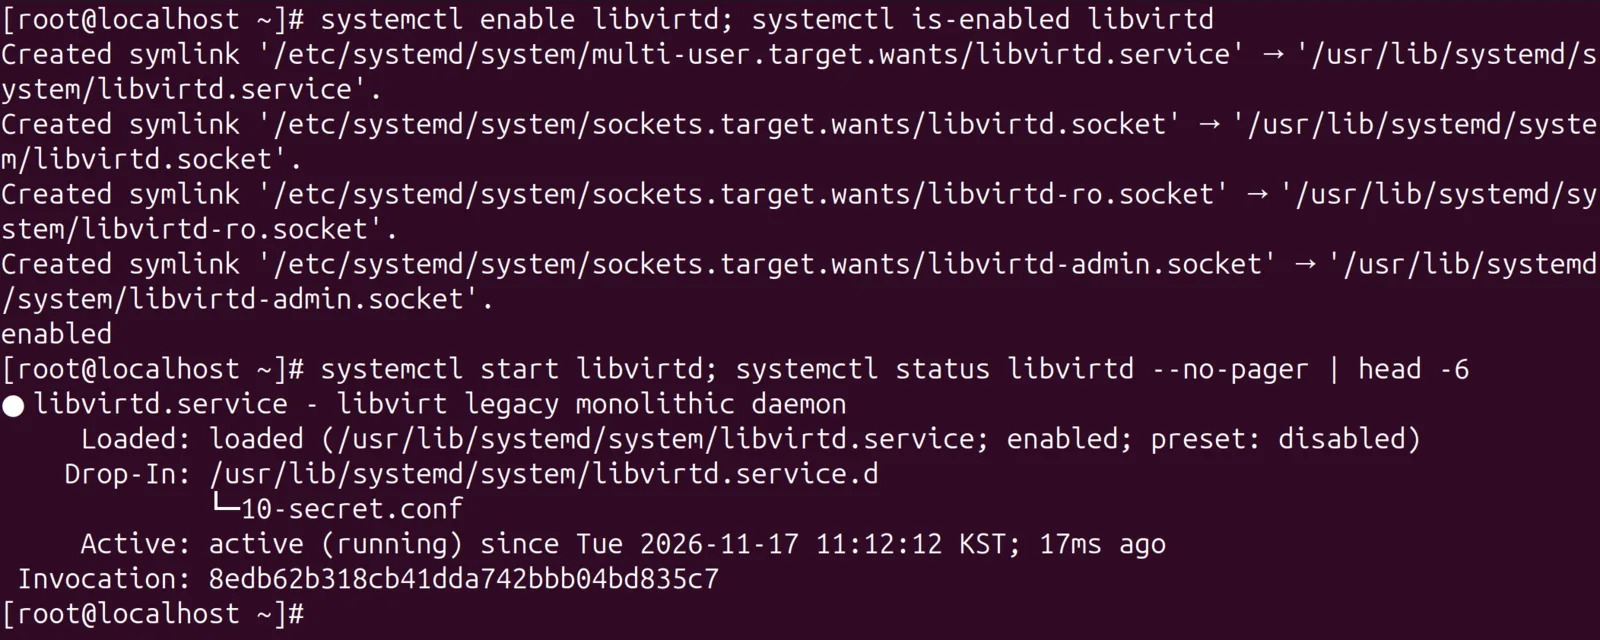 [root@localhost ~]# systemctl enable libvirtd; systemctl is-enabled libvirtd
Created symlink '/etc/systemd/system/multi-user.target.wants/libvirtd.service' → '/usr/lib/systemd/s
ystem/libvirtd.service'.
Created symlink '/etc/systemd/system/sockets.target.wants/libvirtd.socket' → '/usr/lib/systemd/syste
m/libvirtd.socket'.
Created symlink '/etc/systemd/system/sockets.target.wants/libvirtd-ro.socket' → '/usr/lib/systemd/sy
stem/libvirtd-ro.socket'.
Created symlink '/etc/systemd/system/sockets.target.wants/libvirtd-admin.socket' → '/usr/lib/systemd
/system/libvirtd-admin.socket'.
enabled
[root@localhost ~]# systemctl start libvirtd; systemctl status libvirtd --no-pager | head -6
● libvirtd.service - libvirt legacy monolithic daemon
     Loaded: loaded (/usr/lib/systemd/system/libvirtd.service; enabled; preset: disabled)
    Drop-In: /usr/lib/systemd/system/libvirtd.service.d
             └─10-secret.conf
     Active: active (running) since Tue 2026-11-17 11:12:12 KST; 17ms ago
 Invocation: 8edb62b318cb41dda742bbb04bd835c7
[root@localhost ~]#